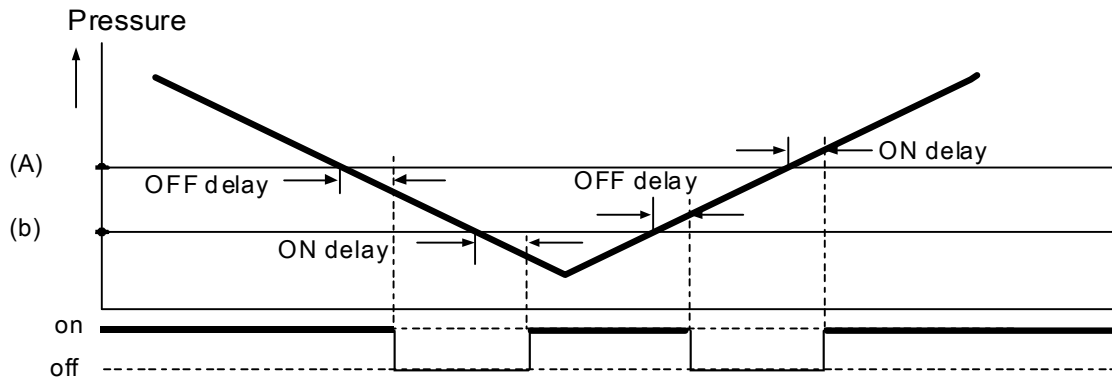 Pressure
(A)
OFF delay
OFF delay
ON delay
(b)
ON delay
on
off